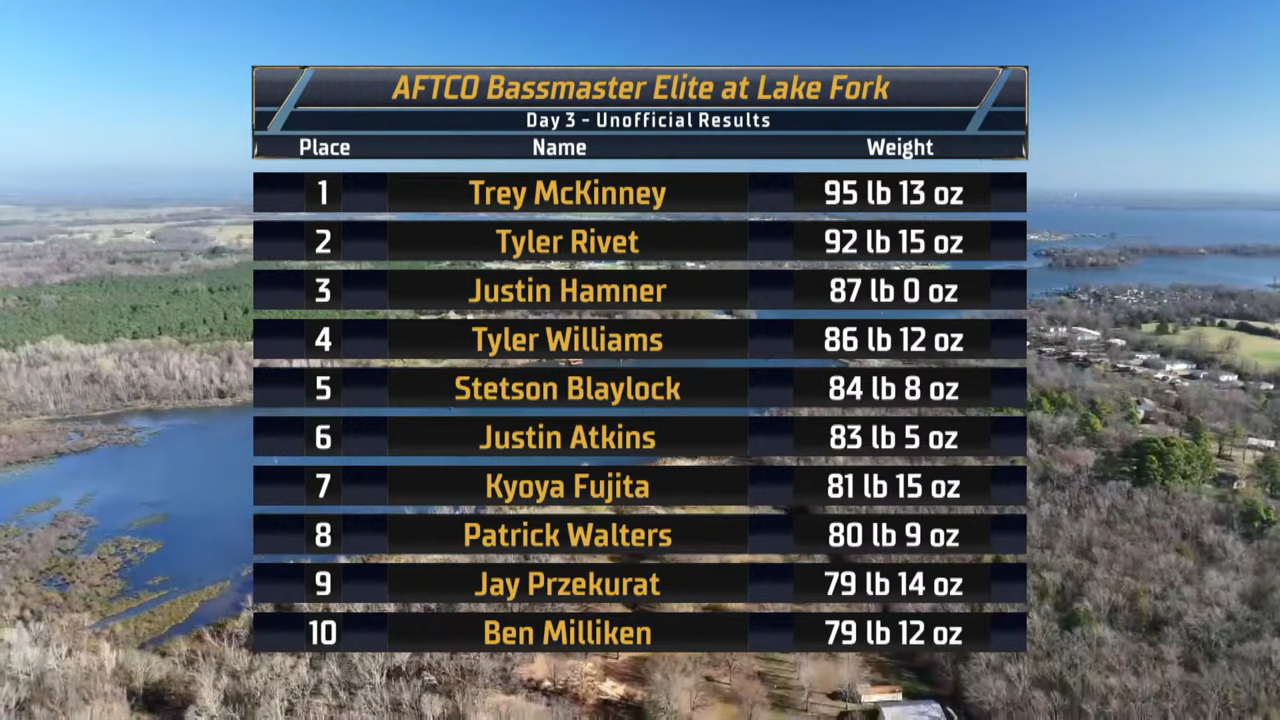 AFTCO Bassmaster Elite at Lake Fork
Day 3 - Unofficial Results
Place Name Weight
1 Trey McKinney 95 lb 13 oz
2 Tyler Rivet 92 lb 15 oz
3 Justin Hamner 87 lb 0 oz
4 Tyler Williams 86 lb 12 oz
5 Stetson Blaylock 84 lb 8 oz
6 Justin Atkins 83 lb 5 oz
7 Kyoya Fujita 81 lb 15 oz
8 Patrick Walters 80 lb 9 oz
9 Jay Przekurat 79 lb 14 oz
10 Ben Milliken 79 lb 12 oz